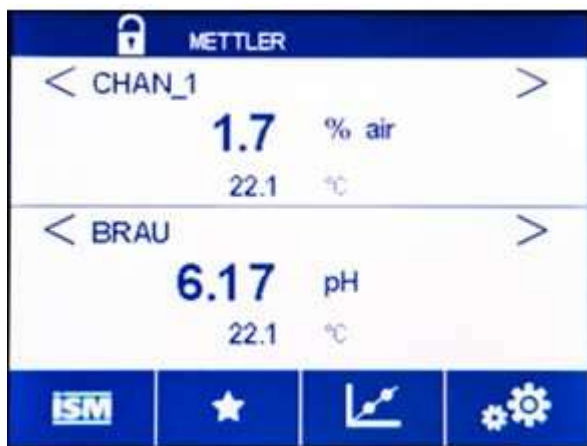 METTLER
< CHAN_1 >
1.7 % air
22.1 °C
< BRAU >
6.17 pH
22.1 °C
ISM